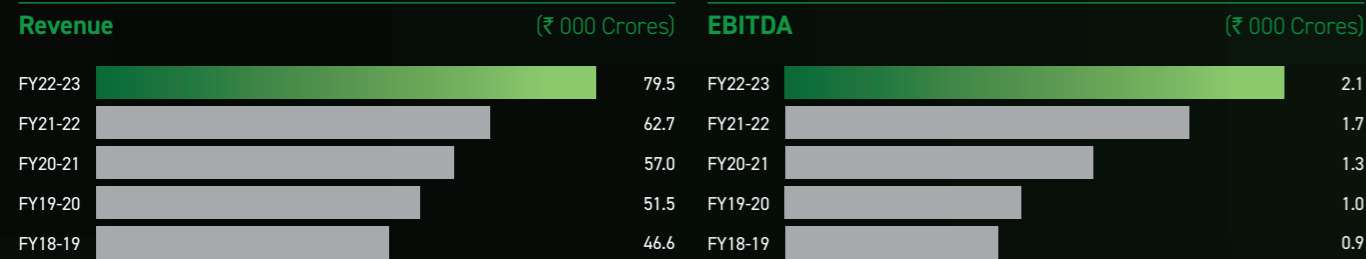 Revenue (₹ 000 Crores)
FY22-23 79.5
FY21-22 62.7
FY20-21 57.0
FY19-20 51.5
FY18-19 46.6
EBITDA (₹ 000 Crores)
FY22-23 2.1
FY21-22 1.7
FY20-21 1.3
FY19-20 1.0
FY18-19 0.9